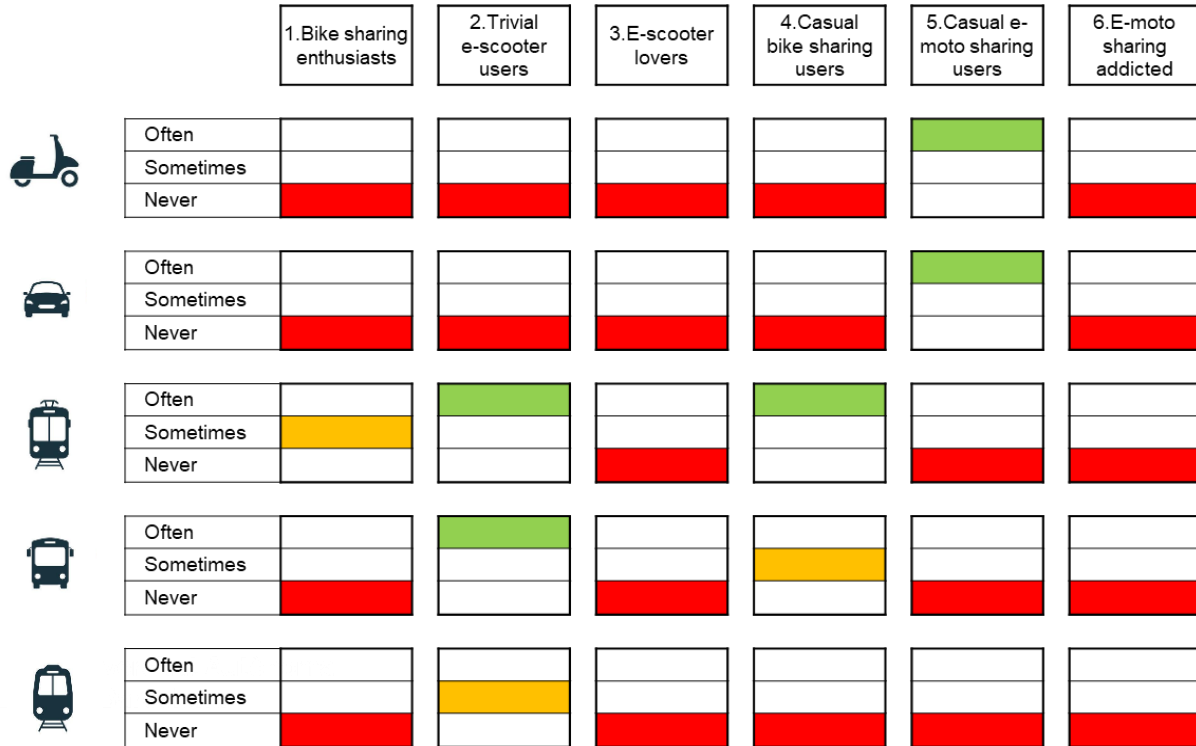 1.Bike sharing
enthusiasts
2.Trivial
e-scooter
users
3.E-scooter
lovers
4.Casual
bike sharing
users
5.Casual e-
moto sharing
users
6.E-moto
sharing
addicted
Often
Sometimes
Never
Often
Sometimes
Never
Often
Sometimes
Never
Often
Sometimes
Never
Often
Sometimes
Never